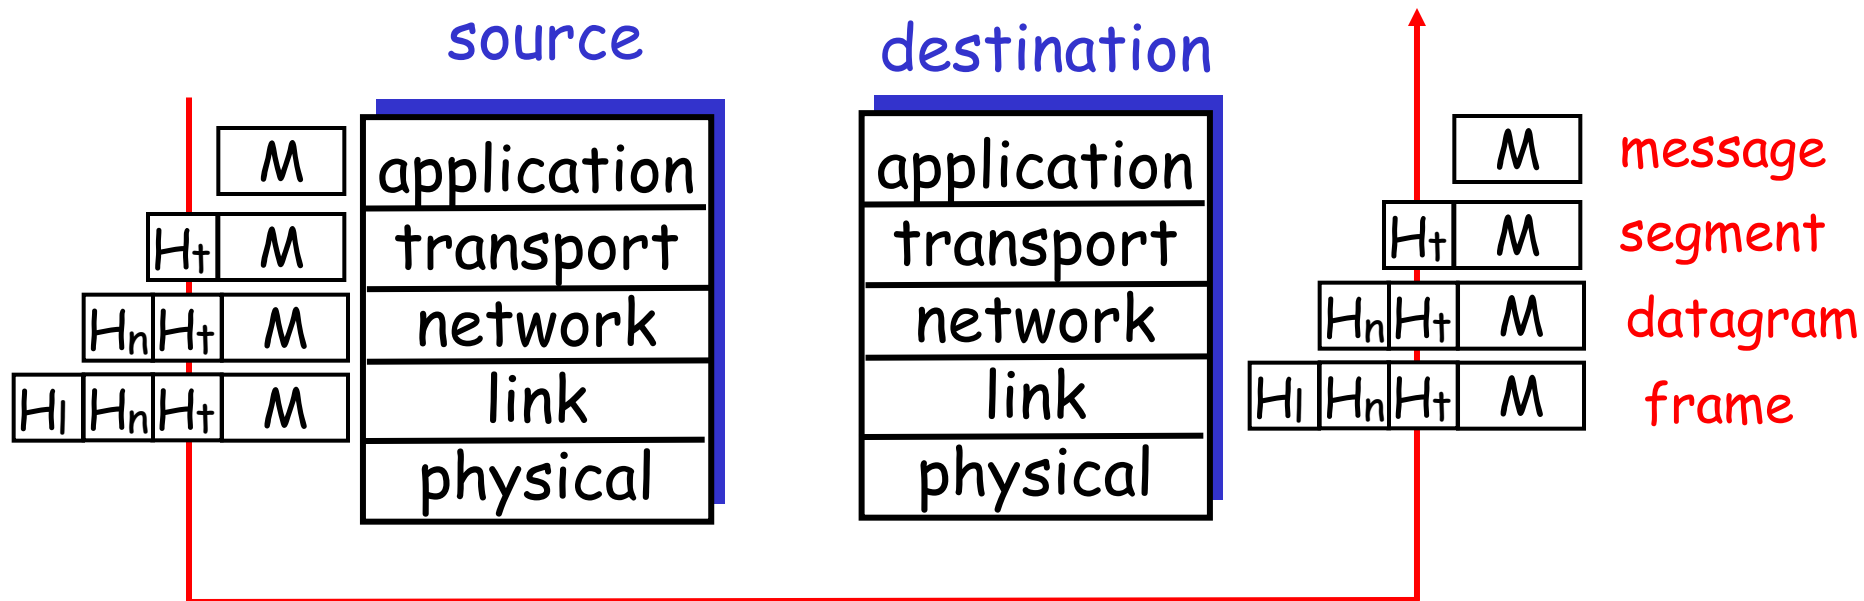 source destination
M application application M message
Ht M transport transport Ht M segment
Hn Ht M network network Hn Ht M datagram
Hl Hn Ht M link link Hl Hn Ht M frame
physical physical